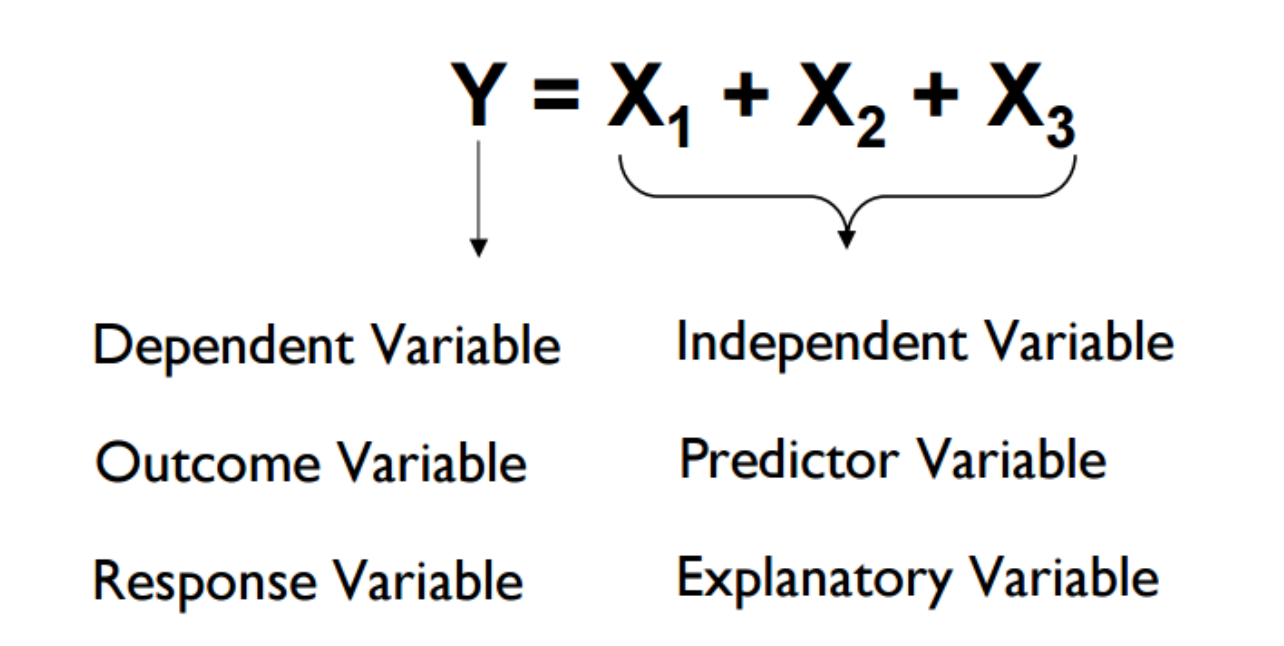 Y = X₁ + X₂ + X₃
Dependent Variable
Independent Variable
Outcome Variable
Predictor Variable
Response Variable
Explanatory Variable